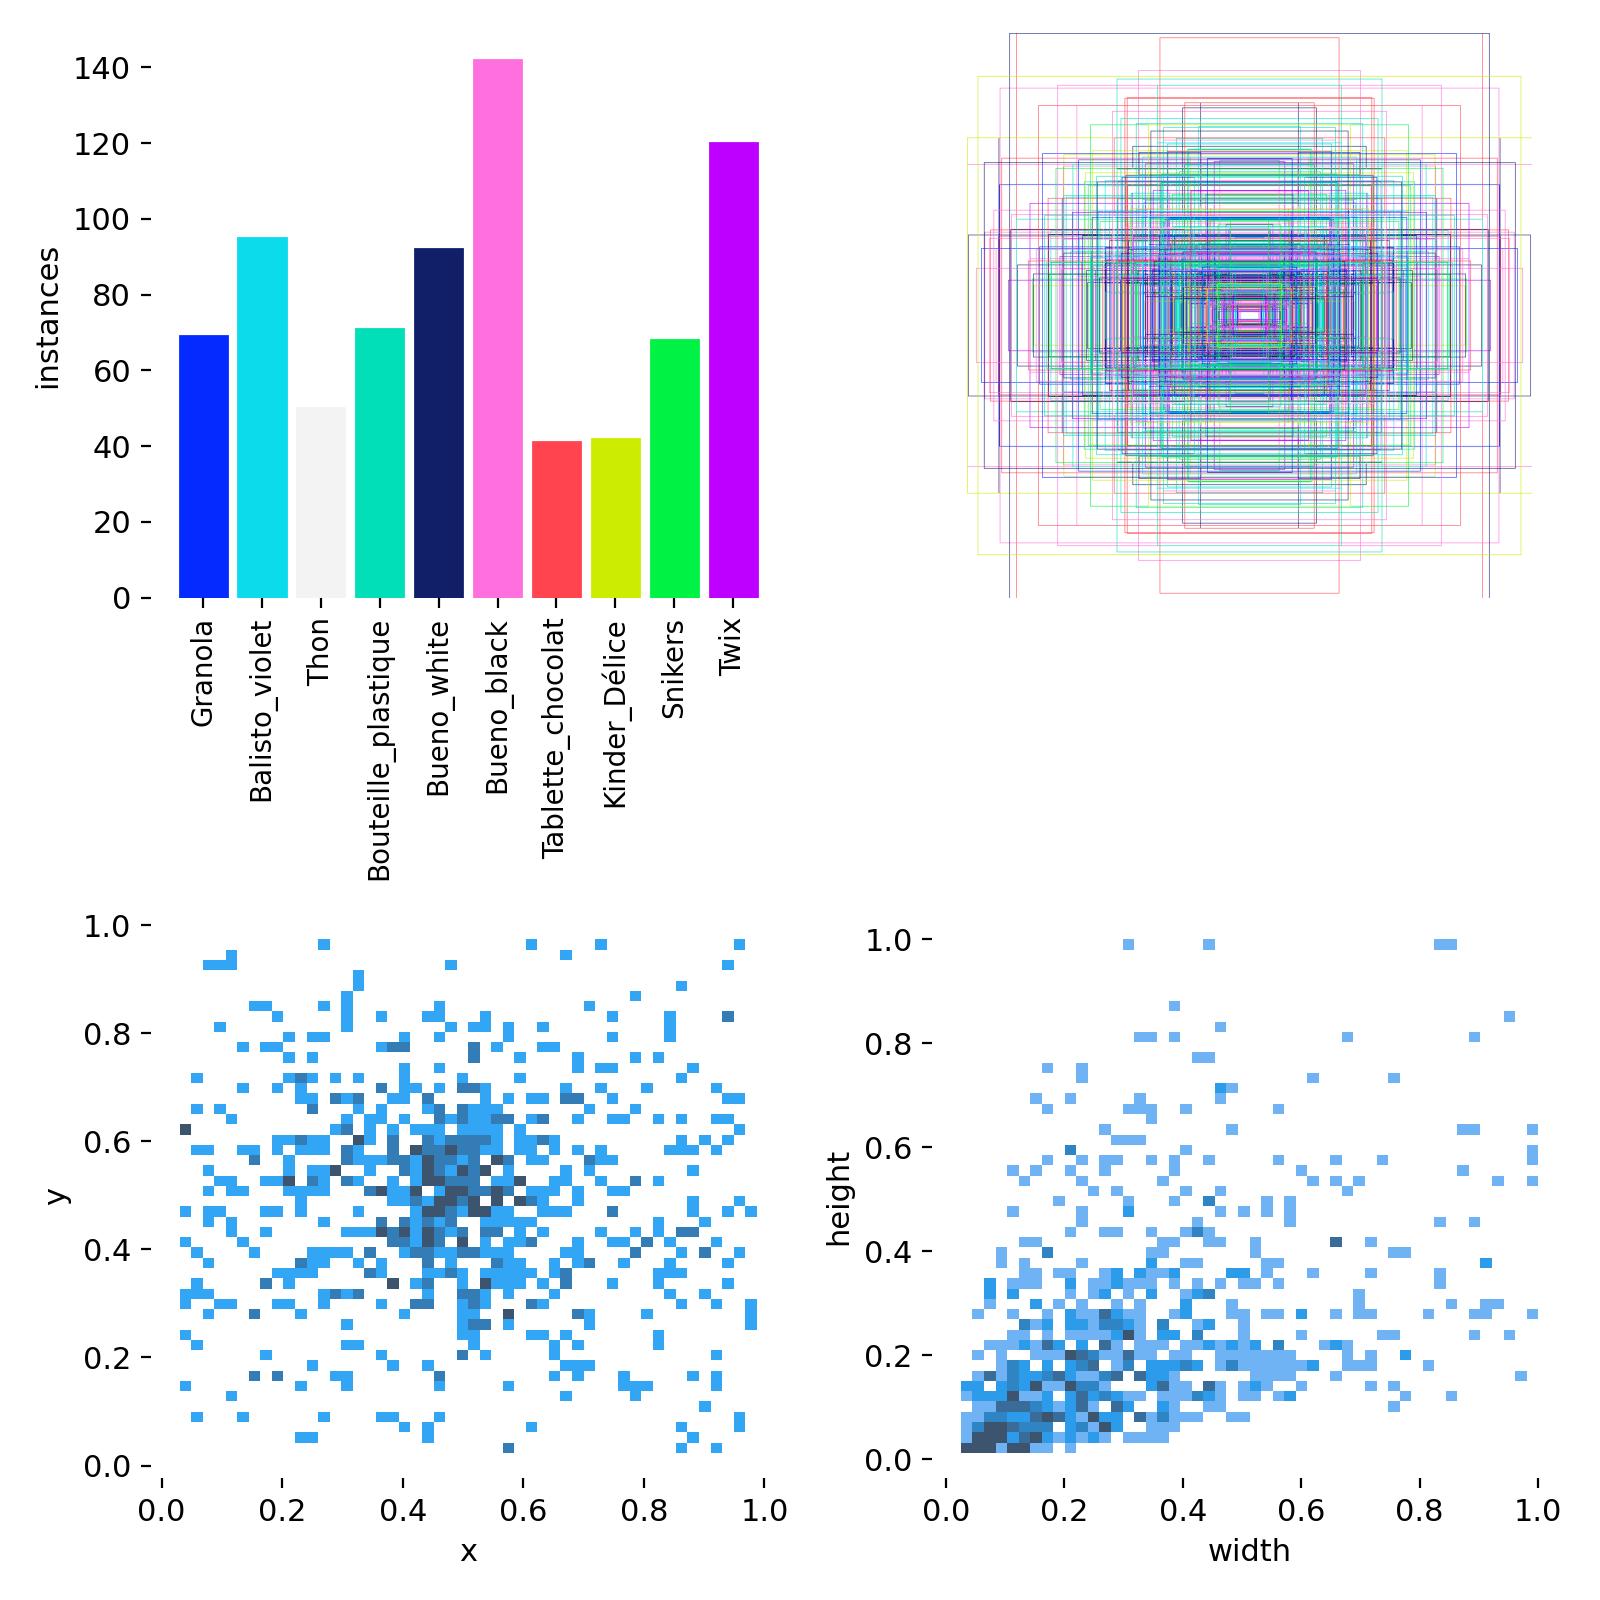 instances
140
120
100
80
60
40
20
0
Granola
Balisto_violet
Thon
Bouteille_plastique
Bueno_white
Bueno_black
Tablette_chocolat
Kinder_Délice
Snikers
Twix
y
1.0
0.8
0.6
0.4
0.2
0.0
0.0 0.2 0.4 0.6 0.8 1.0
x
height
1.0
0.8
0.6
0.4
0.2
0.0
0.0 0.2 0.4 0.6 0.8 1.0
width